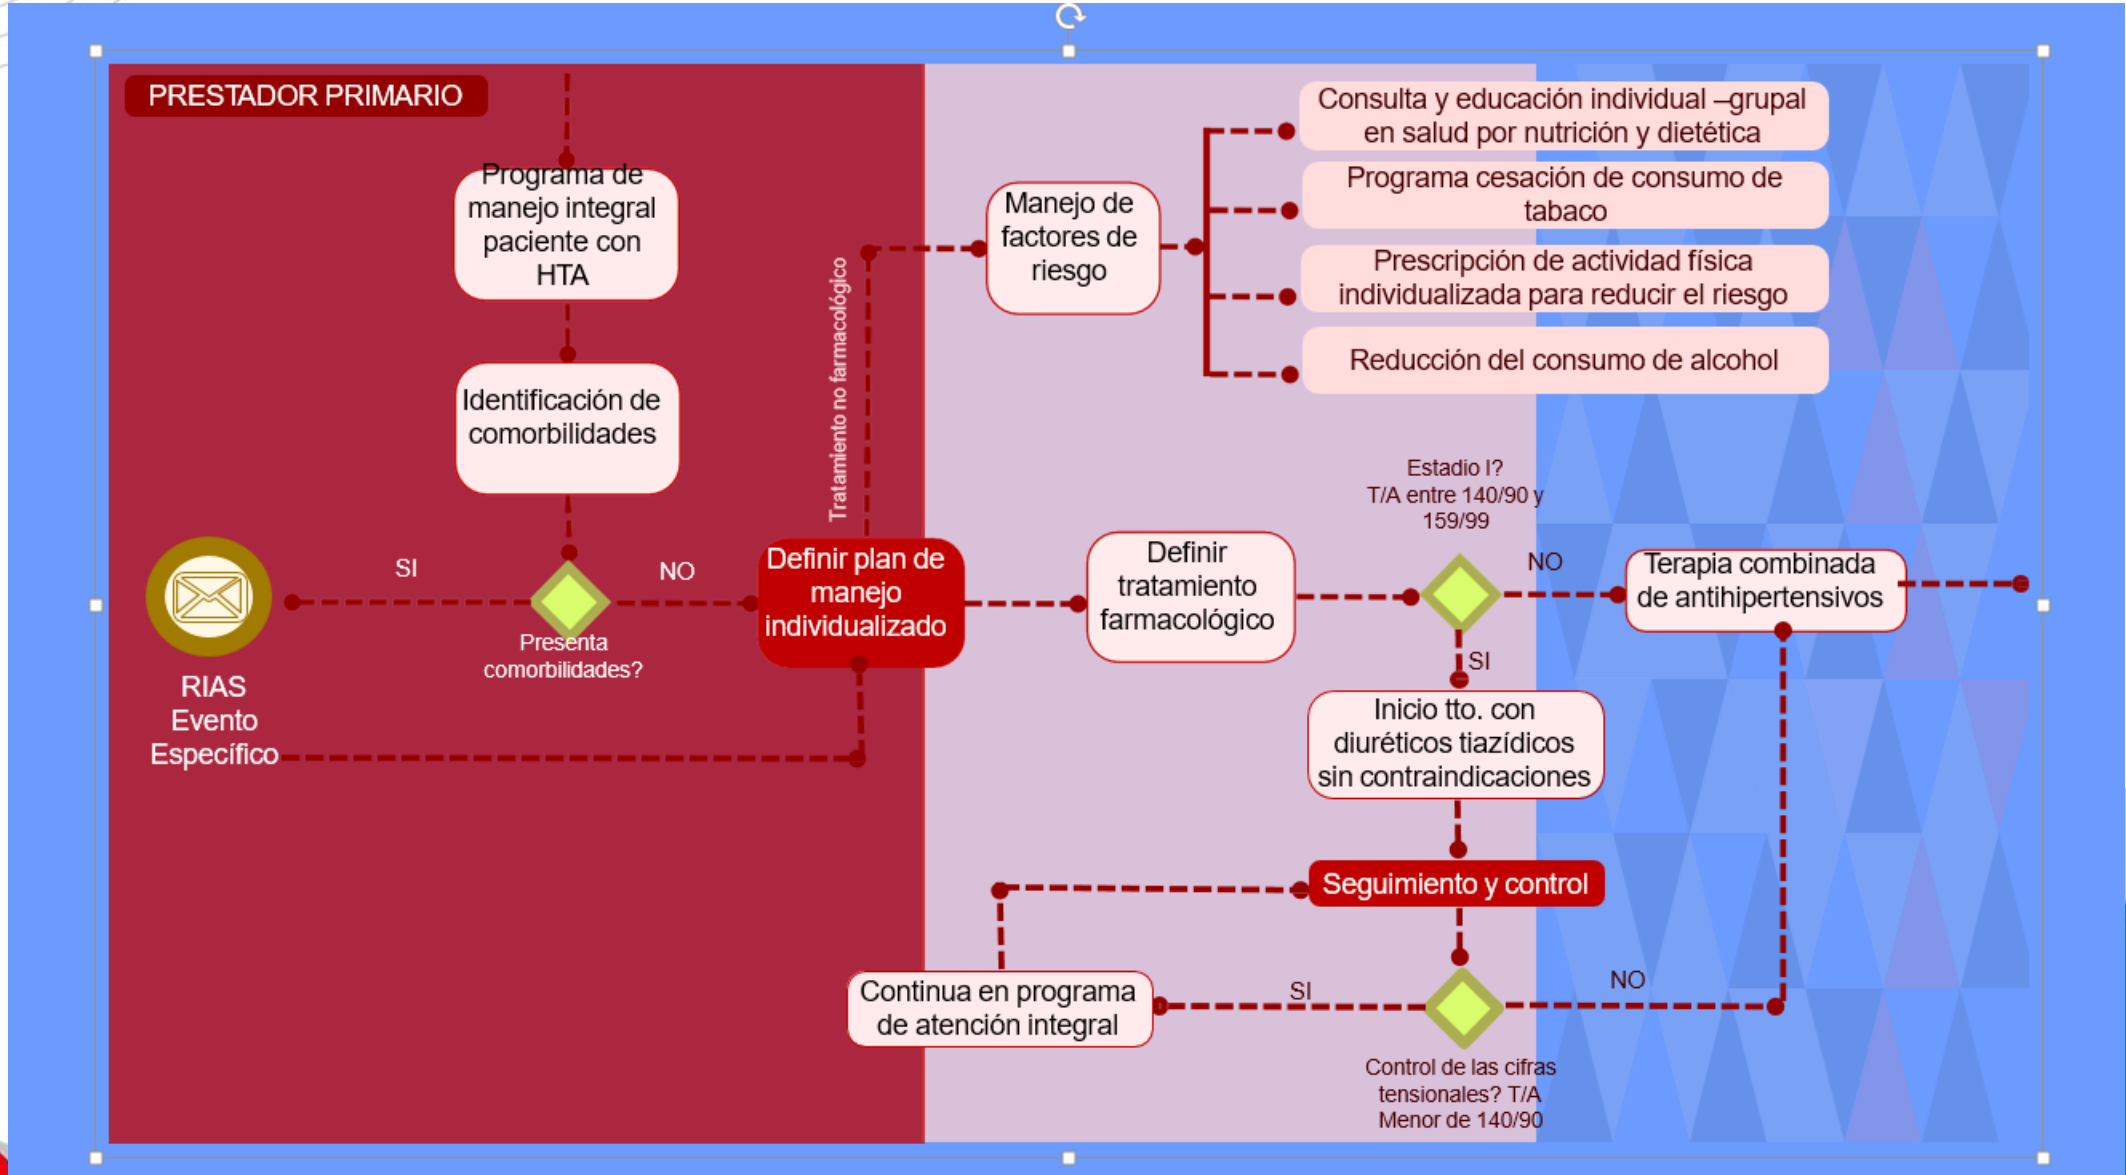 PRESTADOR PRIMARIO
Programa de
manejo integral
paciente con
HTA
Identificación de
comorbilidades
SI
NO
Presenta
comorbilidades?
RIAS
Evento
Específico
Definir plan de
manejo
individualizado
Tratamiento no farmacológico
Manejo de
factores de
riesgo
Consulta y educación individual –grupal
en salud por nutrición y dietética
Programa cesación de consumo de
tabaco
Prescripción de actividad física
individualizada para reducir el riesgo
Reducción del consumo de alcohol
Definir
tratamiento
farmacológico
Estadio I?
T/A entre 140/90 y
159/99
NO
Terapia combinada
de antihipertensivos
SI
Inicio tto. con
diuréticos tiazídicos
sin contraindicaciones
Seguimiento y control
SI
NO
Continua en programa
de atención integral
Control de las cifras
tensionales? T/A
Menor de 140/90